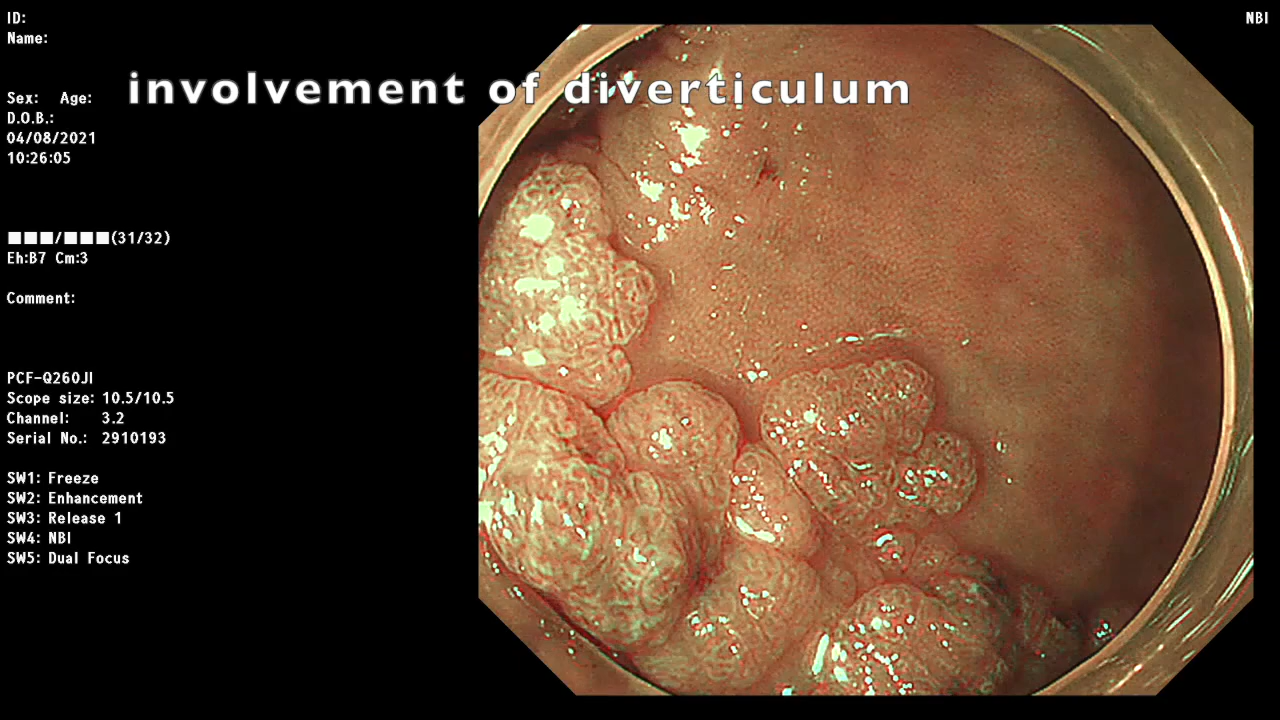 ID:
NBI
Name:
involvement of diverticulum
Sex: Age:
D.O.B.:
04/08/2021
10:26:05
■■■/■■■(31/32)
Eh:B7 Cm:3
Comment:
PCF-Q260JI
Scope size: 10.5/10.5
Channel: 3.2
Serial No.: 2910193
SW1: Freeze
SW2: Enhancement
SW3: Release 1
SW4: NBI
SW5: Dual Focus